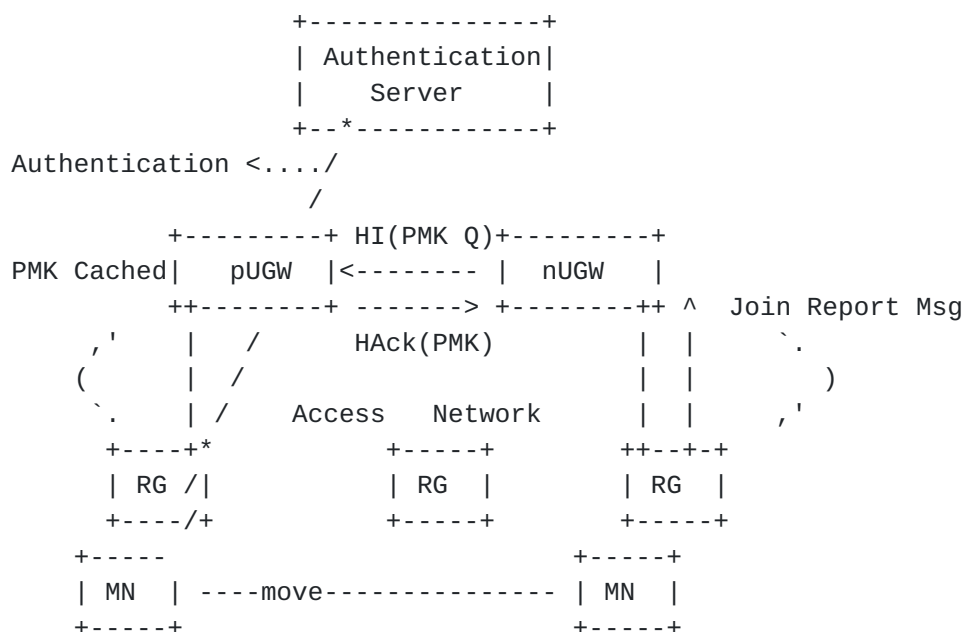 Authentication
Server
Authentication
HI(PMK Q)
PMK Cached pUGW nUGW
Join Report Msg
HAck(PMK)
Access Network
RG RG RG
MN move MN